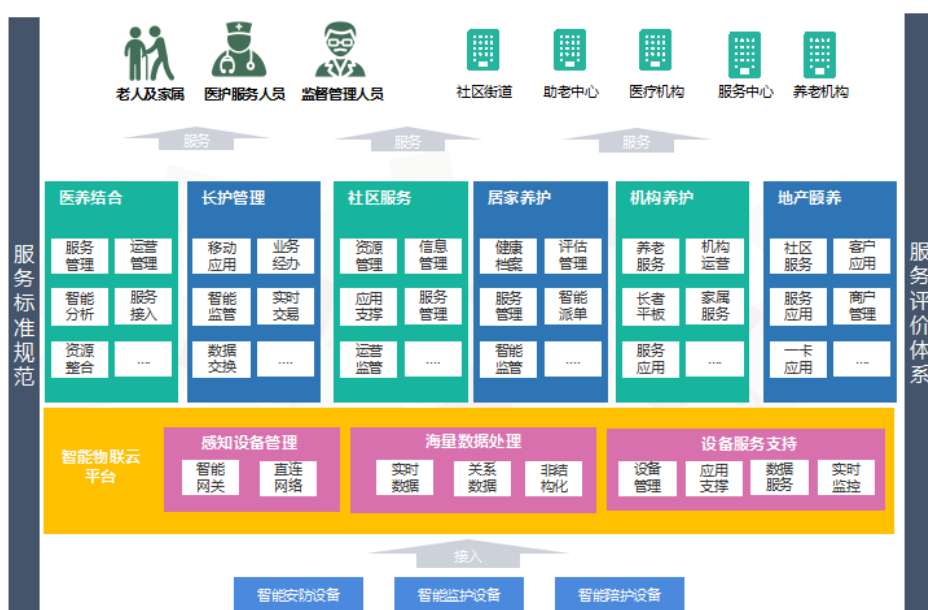 老人及家属
医护服务人员
监督管理人员
社区街道
助老中心
医疗机构
服务中心
养老机构
服务
服务
服务
服务标准规范
医养结合
服务
管理
运营
管理
智能
分析
服务
接入
资源
整合
....
长护管理
移动
应用
业务
经办
智能
监管
实时
交易
数据
交换
....
社区服务
资源
管理
信息
管理
应用
支撑
服务
管理
运营
监管
....
居家养护
健康
档案
评估
管理
服务
管理
智能
派单
智能
监管
....
机构养护
养老
服务
机构
运营
长者
平板
家属
服务
服务
应用
....
地产颐养
社区
服务
客户
应用
服务
应用
商户
管理
一卡
应用
....
服务评价体系
智能物联云
平台
感知设备管理
智能
网关
直连
网络
海量数据处理
实时
数据
关系
数据
非结
构化
设备服务支持
设备
管理
应用
支撑
数据
服务
实时
监控
接入
智能安防设备
智能监护设备
智能陪护设备